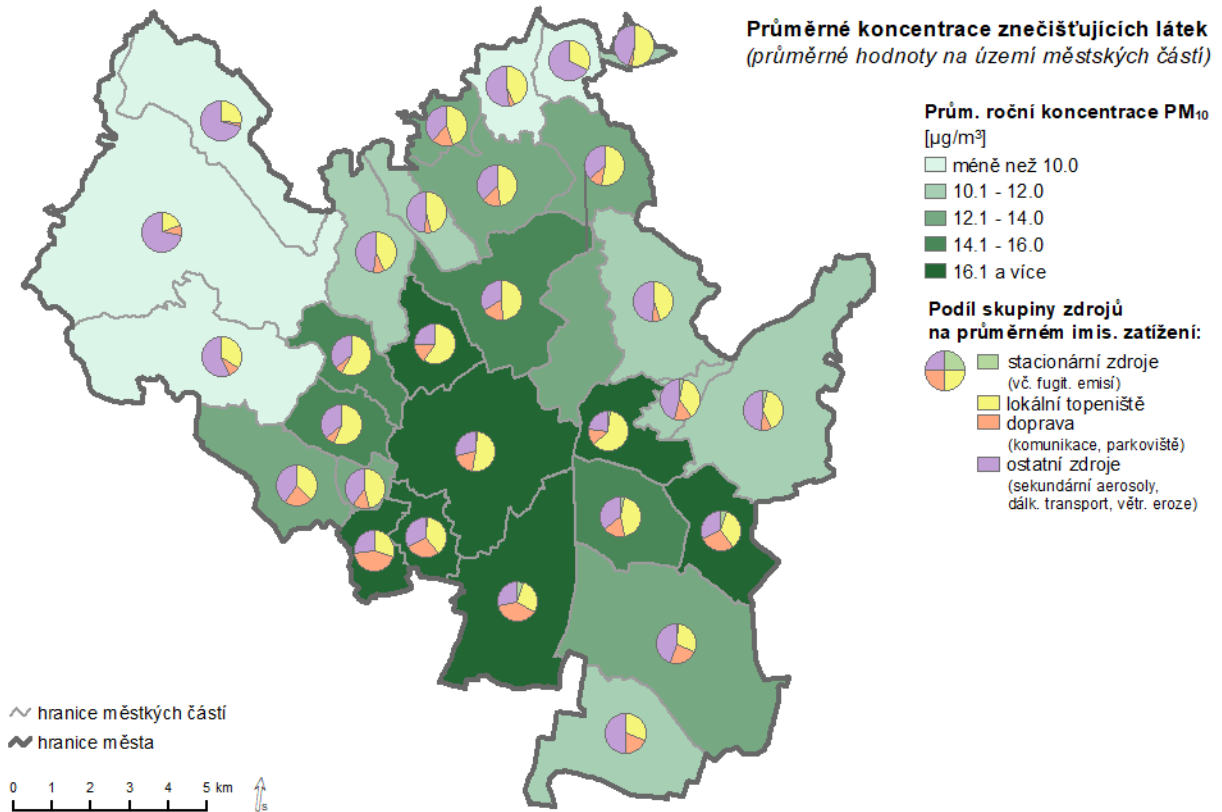 Průměrné koncentrace znečišťujících látek
(průměrné hodnoty na území městských částí)
Prům. roční koncentrace PM₁₀
[µg/m³]
méně než 10.0
10.1 - 12.0
12.1 - 14.0
14.1 - 16.0
16.1 a více
Podíl skupiny zdrojů
na průměrném imis. zatížení:
stacionární zdroje
(vč. fugit. emisí)
lokální topeniště
doprava
(komunikace, parkoviště)
ostatní zdroje
(sekundární aerosoly,
dálk. transport, větr. eroze)
hranice městkých částí
hranice města
0 1 2 3 4 5 km
S